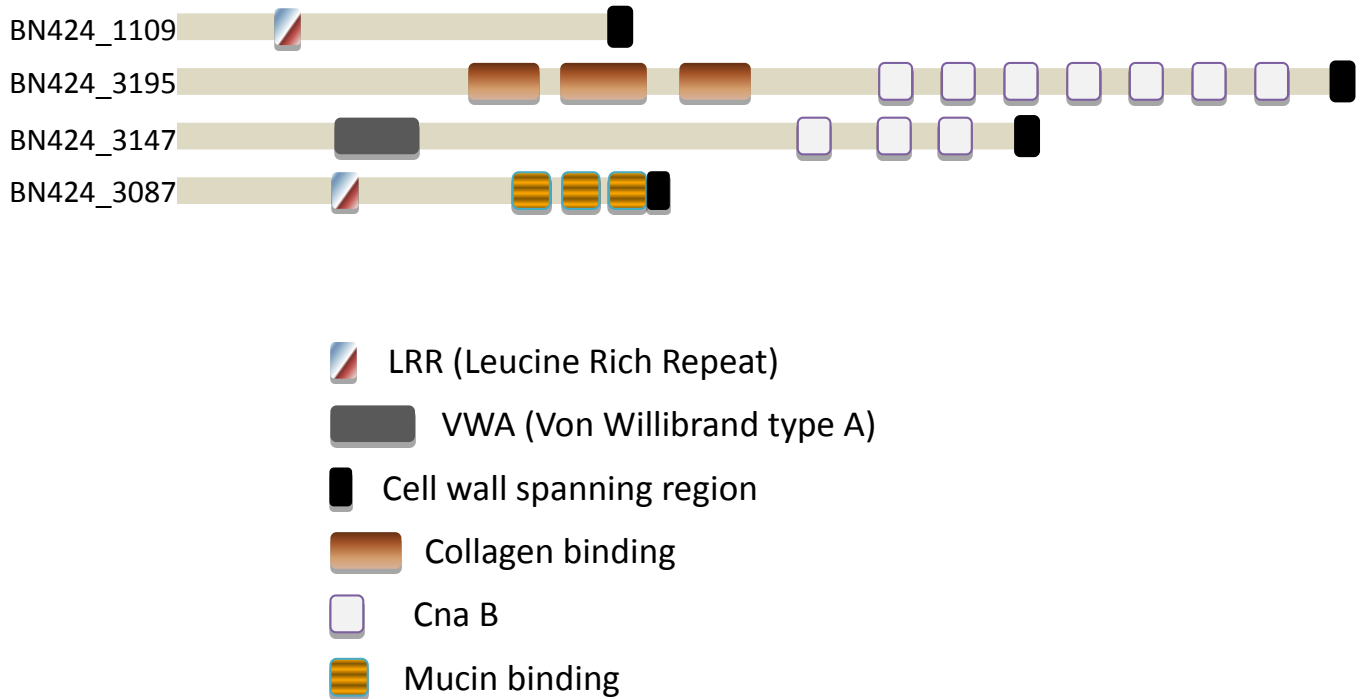 BN424_1109
BN424_3195
BN424_3147
BN424_3087
LRR (Leucine Rich Repeat)
VWA (Von Willibrand type A)
Cell wall spanning region
Collagen binding
Cna B
Mucin binding